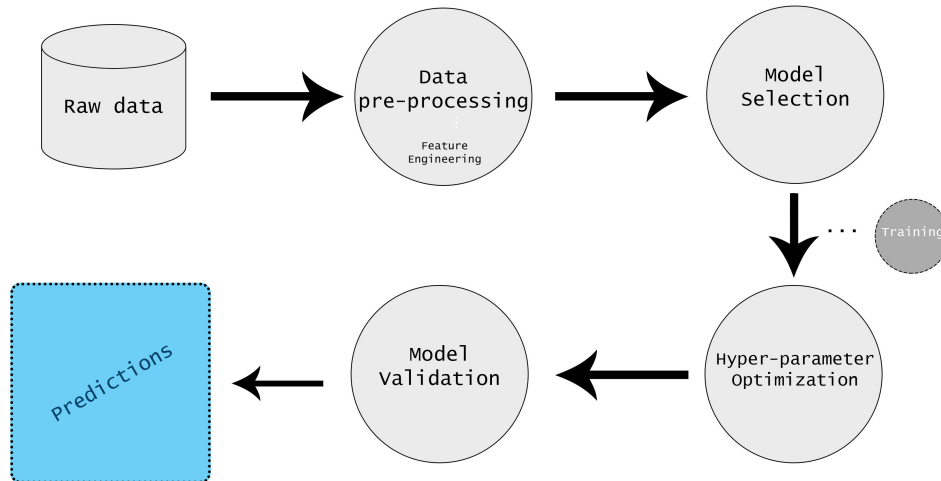 Raw data
Data
pre-processing
Feature
Engineering
Model
Selection
...
Training
Hyper-parameter
Optimization
Model
Validation
Predictions